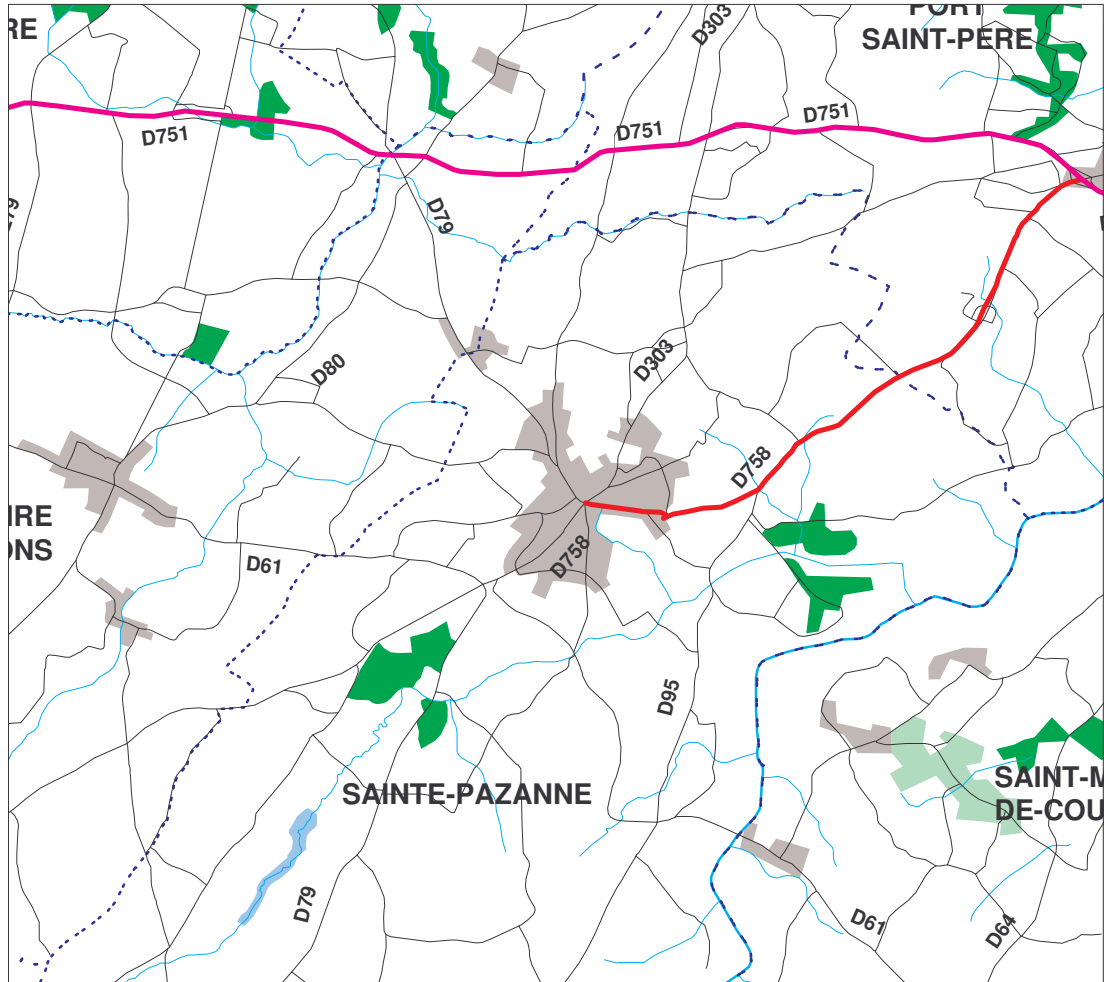 RE
D303
PORT
SAINT-PERE
D751
D751
D751
D79
D79
D80
D303
D758
IRE
ONS
D61
D758
D95
SAINT-M
DE-COU
SAINTE-PAZANNE
D79
D61
D64